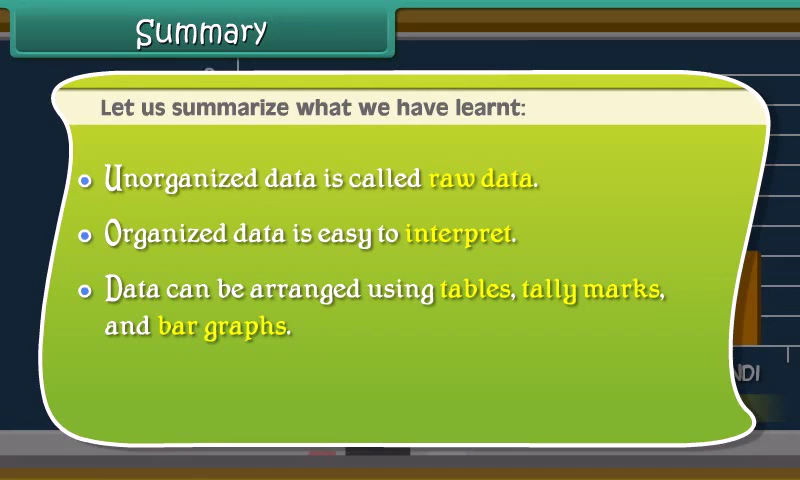 Summary
Let us summarize what we have learnt:
Unorganized data is called raw data.
Organized data is easy to interpret.
Data can be arranged using tables, tally marks,
and bar graphs.
NDI